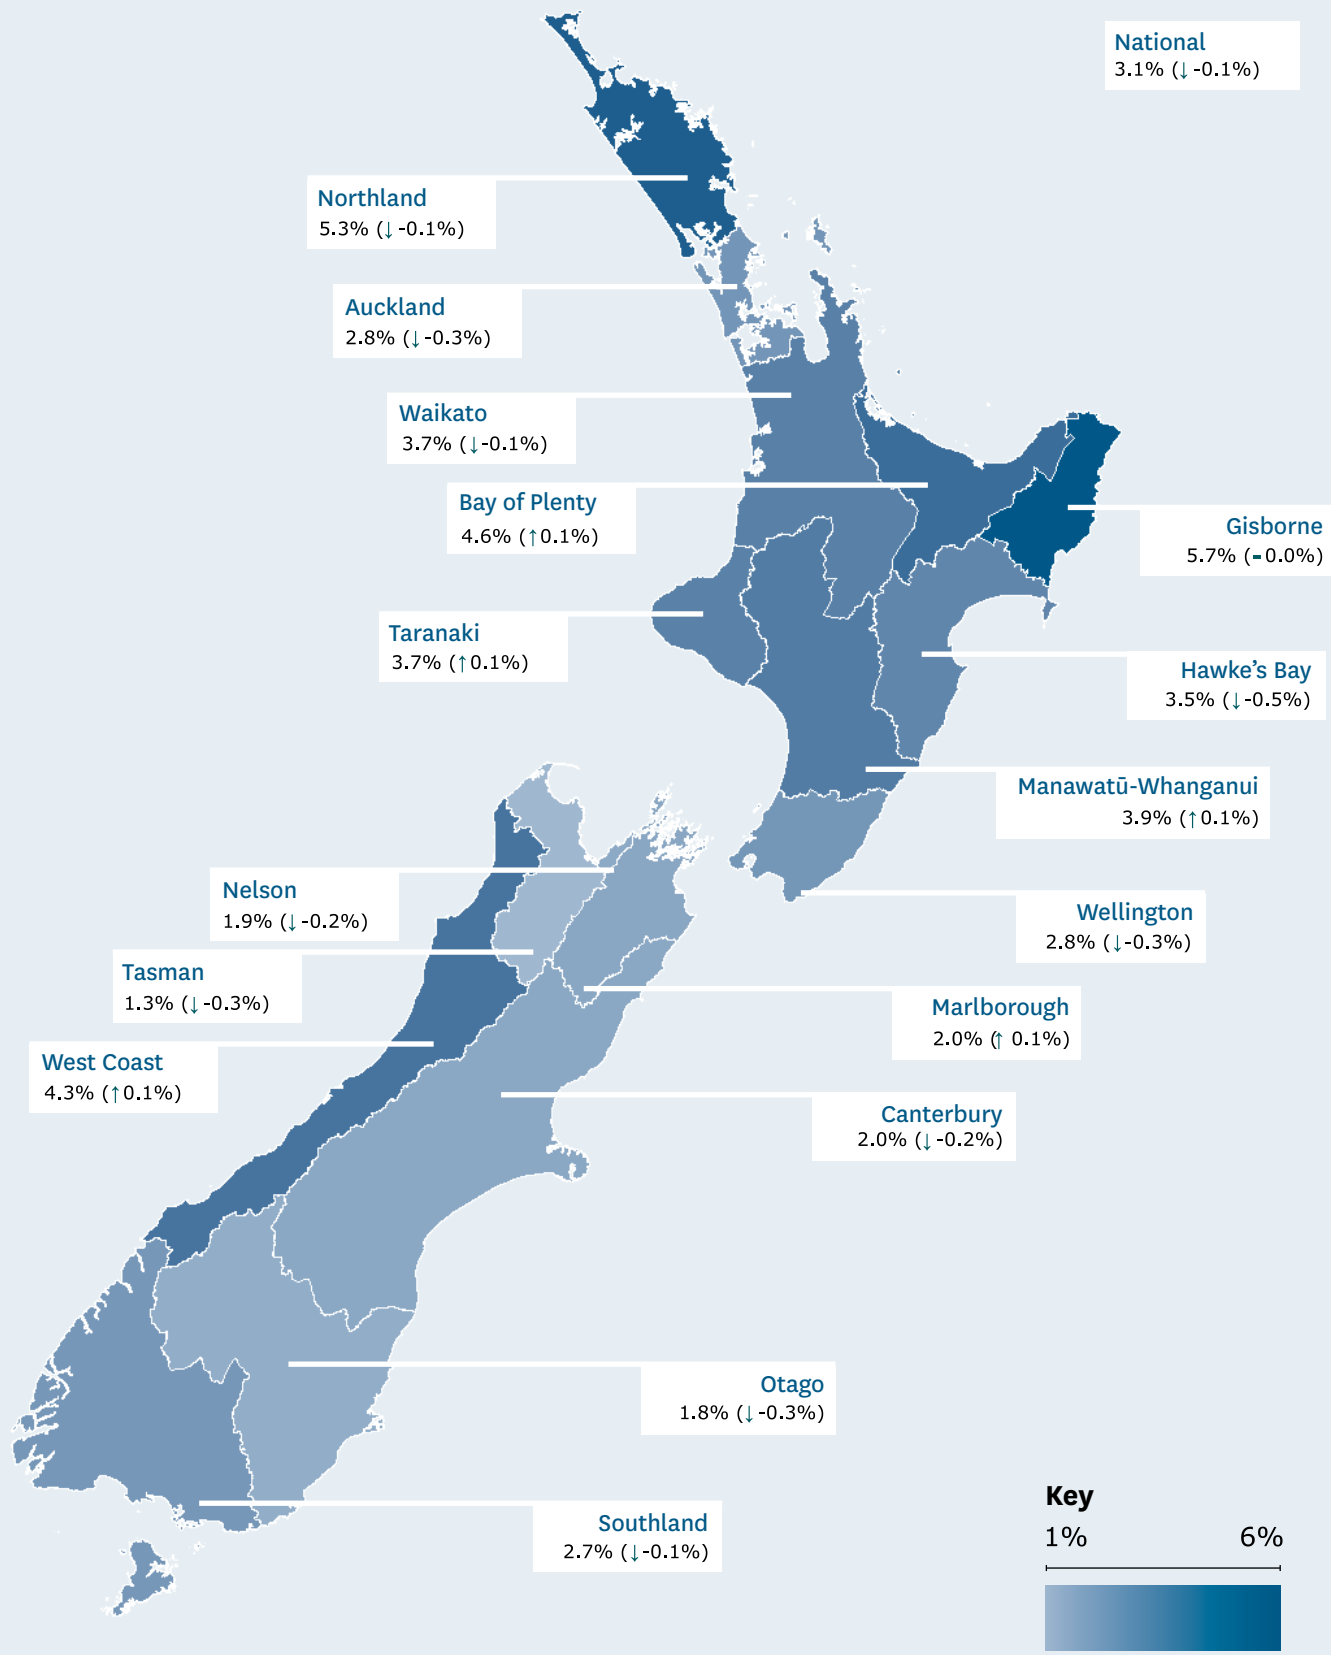 National
3.1% (↓ -0.1%)
Northland
5.3% (↓ -0.1%)
Auckland
2.8% (↓ -0.3%)
Waikato
3.7% (↓ -0.1%)
Bay of Plenty
4.6% (↑ 0.1%)
Gisborne
5.7% (- 0.0%)
Taranaki
3.7% (↑ 0.1%)
Hawke's Bay
3.5% (↓ -0.5%)
Manawatū-Whanganui
3.9% (↑ 0.1%)
Nelson
1.9% (↓ -0.2%)
Wellington
2.8% (↓ -0.3%)
Tasman
1.3% (↓ -0.3%)
Marlborough
2.0% (↑ 0.1%)
West Coast
4.3% (↑ 0.1%)
Canterbury
2.0% (↓ -0.2%)
Otago
1.8% (↓ -0.3%)
Southland
2.7% (↓ -0.1%)
Key
1% 6%